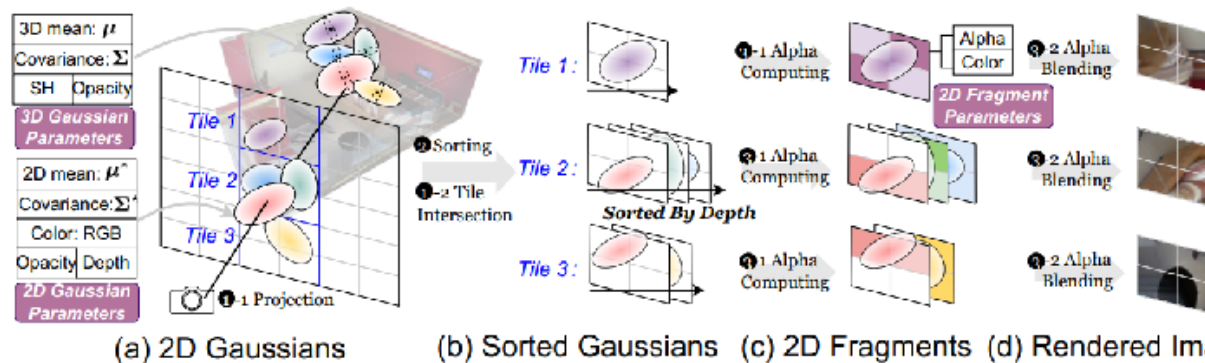 3D mean: μ
Covariance: Σ
SH Opacity
3D Gaussian
Parameters
2D mean: μ^
Covariance: Σ^
Color: RGB
Opacity Depth
2D Gaussian
Parameters
Tile 1
Tile 2
Tile 3
❶-1 Projection
(a) 2D Gaussians
❷ Sorting
❶-2 Tile
Intersection
Tile 1:
Tile 2:
Sorted By Depth
Tile 3:
(b) Sorted Gaussians
❸-1 Alpha
Computing
❸-1 Alpha
Computing
❸-1 Alpha
Computing
Alpha
Color
2D Fragment
Parameters
(c) 2D Fragments
❸-2 Alpha
Blending
❸-2 Alpha
Blending
❸-2 Alpha
Blending
(d) Rendered Im